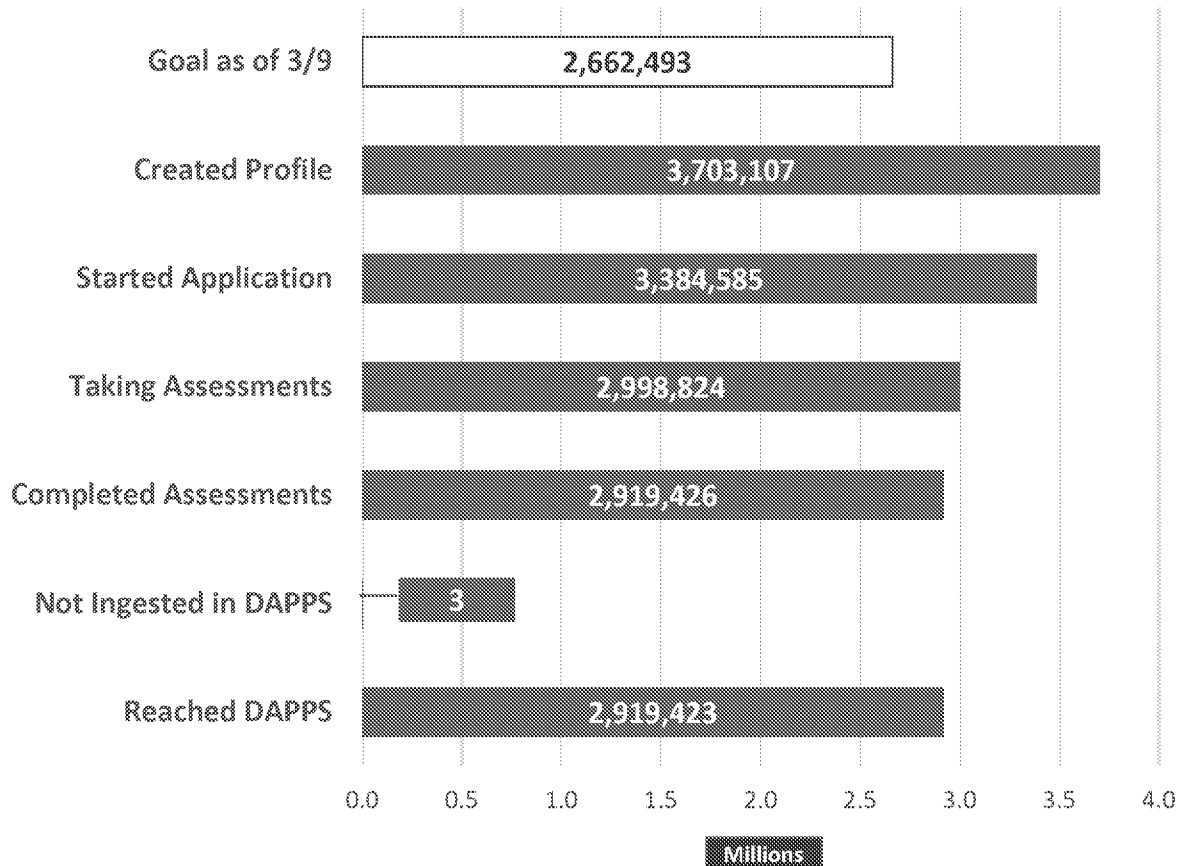 Goal as of 3/9
2,662,493
Created Profile
3,703,107
Started Application
3,384,585
Taking Assessments
2,998,824
Completed Assessments
2,919,426
Not Ingested in DAPPS
3
Reached DAPPS
2,919,423
0.0 0.5 1.0 1.5 2.0 2.5 3.0 3.5 4.0
Millions